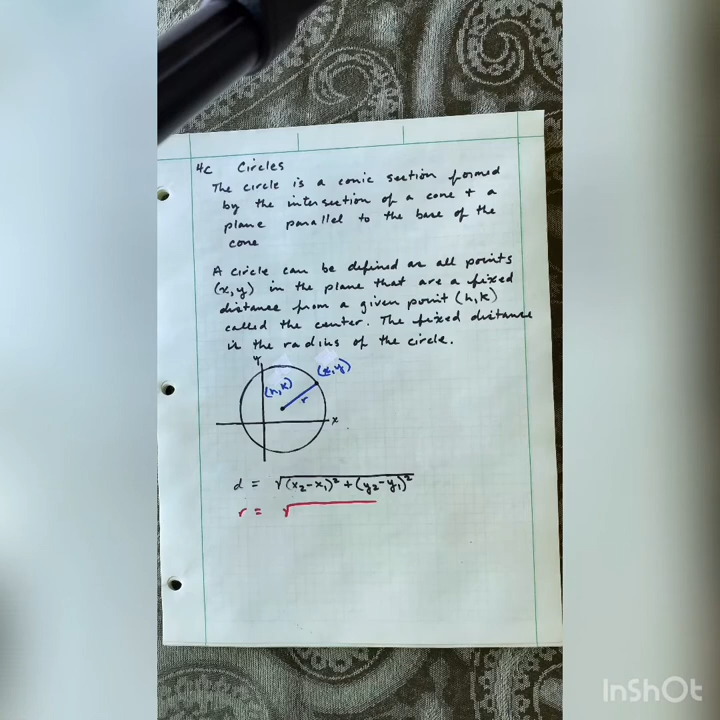 4c Circles
The circle is a conic section formed
by the intersection of a cone + a
plane parallel to the base of the
cone
A circle can be defined as all points
(x,y) in the plane that are a fixed
distance from a given point (h,k)
called the center. The fixed distance
is the radius of the circle.
y
(x,y)
(h,k)
r
x
d = √(x₂-x₁)² + (y₂-y₁)²
r = √
InShOt